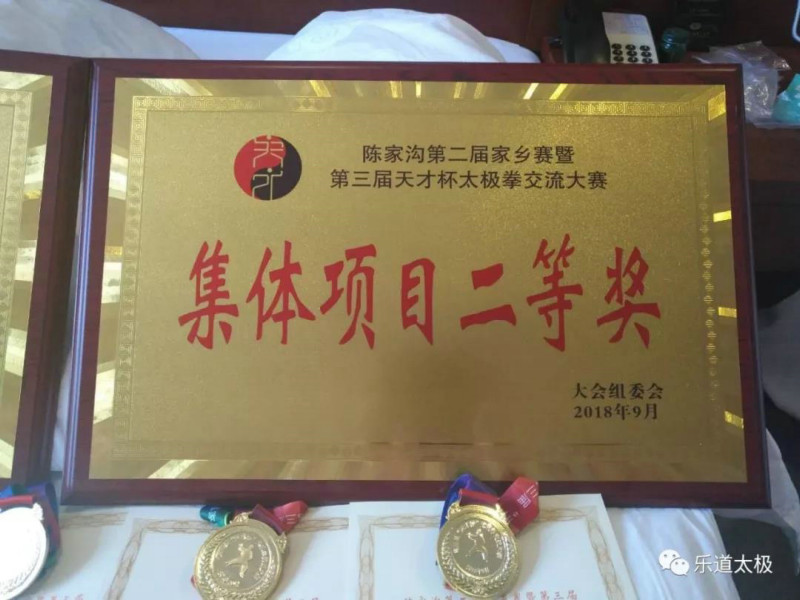 陈家沟第二届家乡赛暨
第三届天才杯太极拳交流大赛
集体项目二等奖
大会组委会
2018年9月
乐道太极